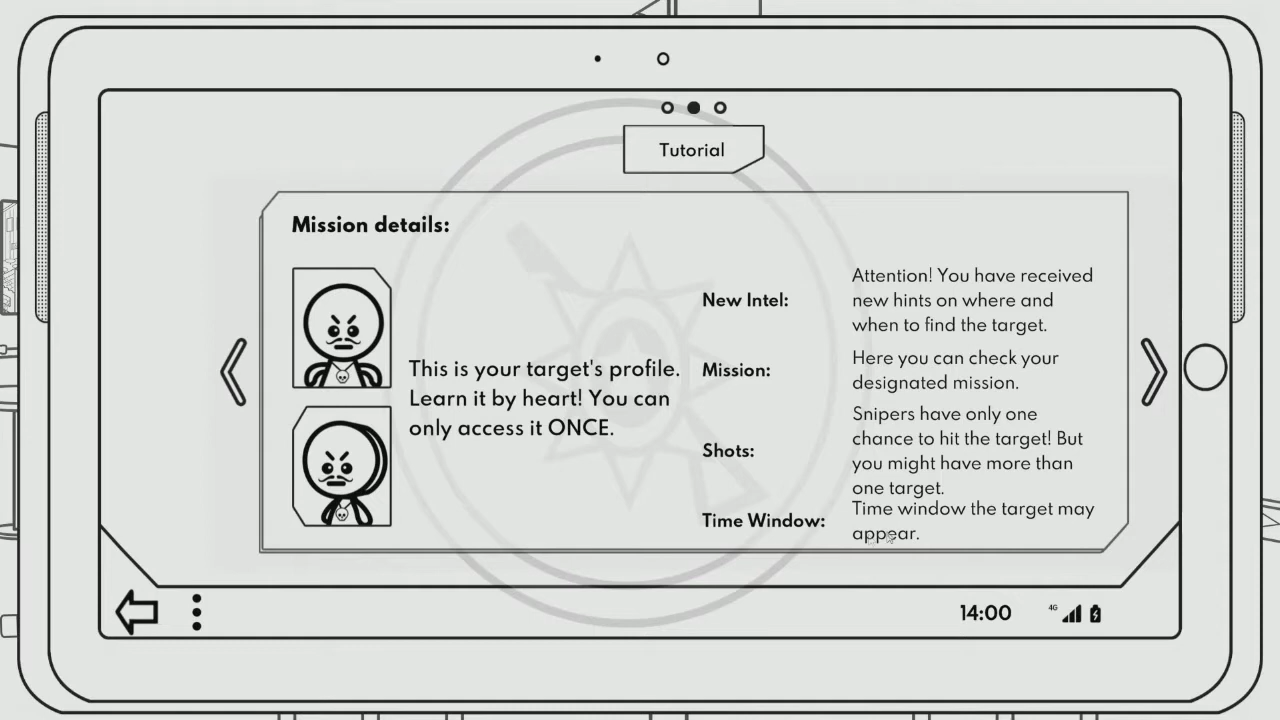 Tutorial
Mission details:
This is your target's profile.
Learn it by heart! You can
only access it ONCE.
New Intel:
Attention! You have received
new hints on where and
when to find the target.
Mission:
Here you can check your
designated mission.
Shots:
Snipers have only one
chance to hit the target! But
you might have more than
one target.
Time Window:
Time window the target may
appear.
14:00
4G